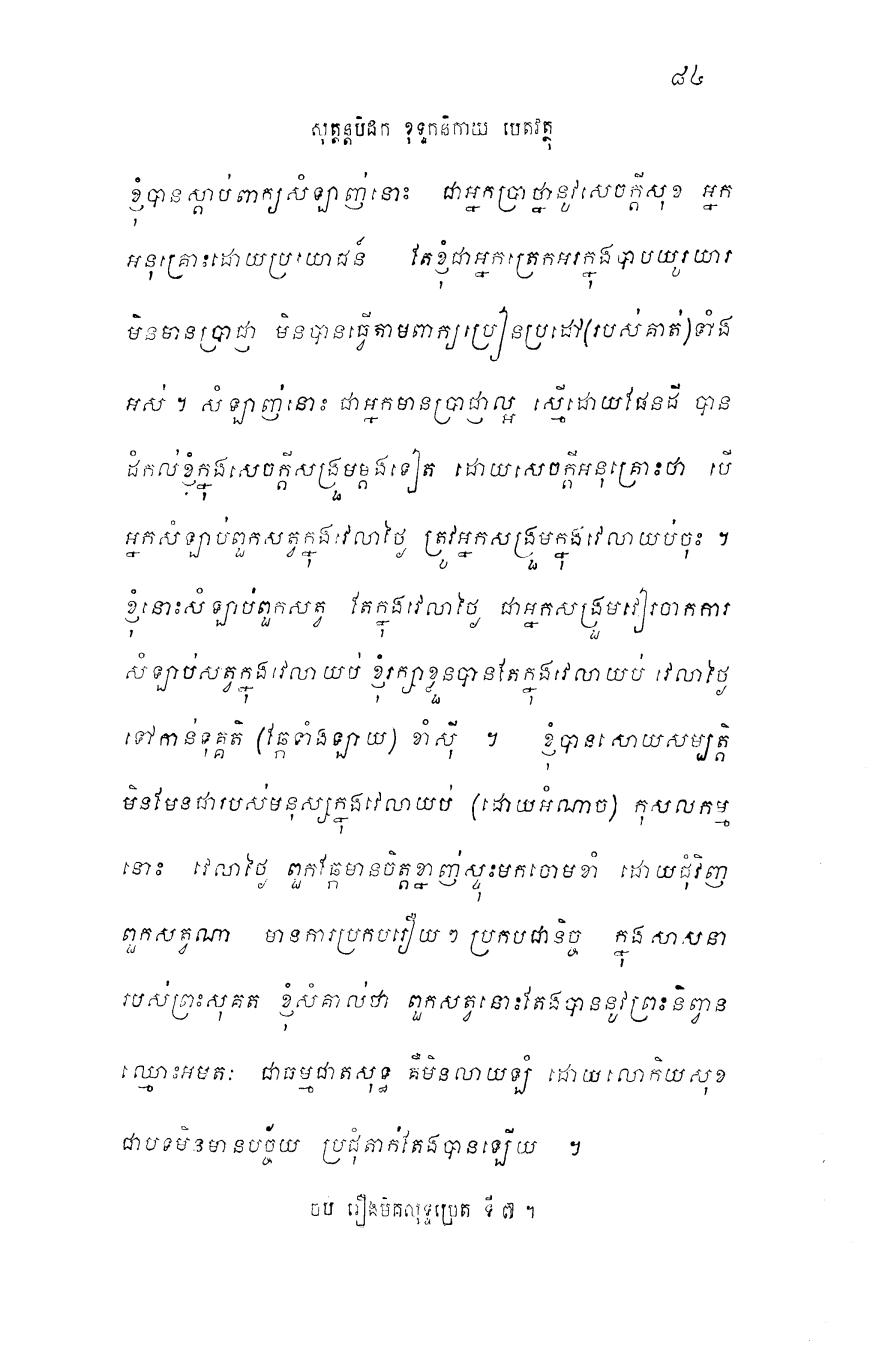 ៨៤
សុត្តន្តបិដក ខុទ្ទកនិកាយ បេតវត្ថុ
ខ្ញុំបានស្តាប់ពាក្យសំឡាញ់នោះ ជាអ្នកប្រាថ្នានូវសេចក្តីសុខ អ្នក
អនុគ្រោះដោយប្រយោជន៍ តែខ្ញុំជាអ្នកត្រេកអរក្នុងបាបយូរយារ
មិនមានប្រាជ្ញា មិនបានធ្វើតាមពាក្យប្រៀនប្រដៅ(របស់គាត់)ទាំង
អស់ ។ សំឡាញ់នោះ ជាអ្នកមានប្រាជ្ញាល្អ ស្មើដោយផែនដី បាន
ដំកល់ខ្ញុំក្នុងសេចក្តីសង្រួមម្តងទៀត ដោយសេចក្តីអនុគ្រោះថា បើ
អ្នកសំឡាប់ពួកសត្វក្នុងវេលាថ្ងៃ ត្រូវអ្នកសង្រួមក្នុងវេលាយប់ចុះ ។
ខ្ញុំនោះសំឡាប់ពួកសត្វ តែក្នុងវេលាថ្ងៃ ជាអ្នកសង្រួមវៀរចាកការ
សំឡាប់សត្វក្នុងវេលាយប់ ខ្ញុំរក្សាខ្លួនបានតែក្នុងវេលាយប់ វេលាថ្ងៃ
ទៅកាន់ទុគ្គតិ (ឆ្កែទាំងឡាយ) ខាំស៊ី ។ ខ្ញុំបានសោយសម្បត្តិ
មិនមែនជារបស់មនុស្សក្នុងវេលាយប់ (ដោយអំណាច) កុសលកម្ម
នោះ វេលាថ្ងៃ ពួកឆ្កែមានចិត្តខ្នាញ់ស្ទុះមកចោមខាំ ដោយជុំវិញ
ពួកសត្វណា មានការប្រកបរឿយៗ ប្រកបជានិច្ច ក្នុងសាសនា
របស់ព្រះសុគត ខ្ញុំសំគាល់ថា ពួកសត្វនោះតែងបាននូវព្រះនិព្វាន
ឈ្មោះអមតៈ ជាធម្មជាតសុទ្ធ គឺមិនលាយឡំ ដោយលោកិយសុខ
ជាបទមិនមានបច្ច័យ ប្រជុំតាក់តែងបានឡើយ ។
ចប់ រឿងមិគលុទ្ទប្រេត ទី ៧ ។